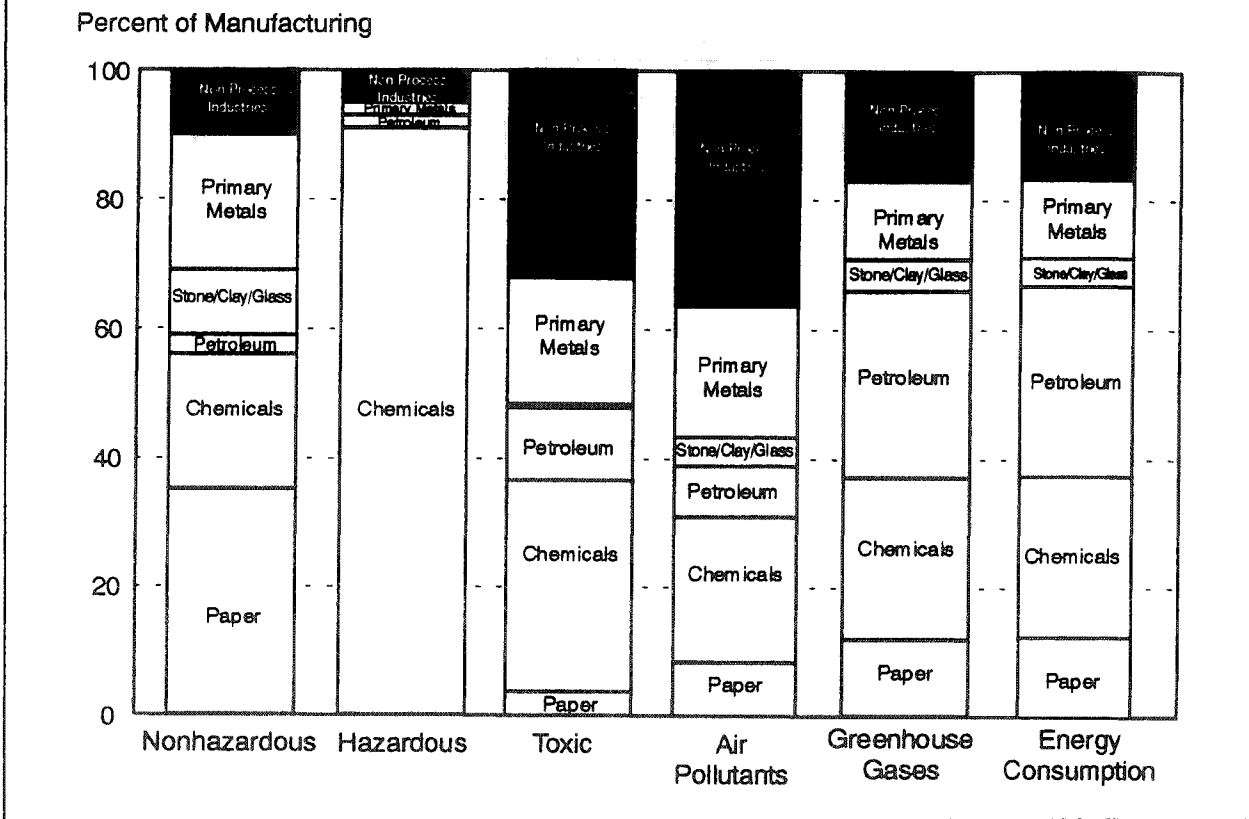 Percent of Manufacturing
100
80
60
40
20
0
Non Process
Industries
Primary
Metals
Stone/Clay/Glass
Petroleum
Chemicals
Paper
Non Process
Industries
Primary Metals
Petroleum
Chemicals
Non Process
Industries
Primary
Metals
Petroleum
Chemicals
Paper
Non Process
Industries
Primary
Metals
Stone/Clay/Glass
Petroleum
Chemicals
Paper
Non Process
Industries
Primary
Metals
Stone/Clay/Glass
Petroleum
Chemicals
Paper
Non Process
Industries
Primary
Metals
Stone/Clay/Glass
Petroleum
Chemicals
Paper
Nonhazardous
Hazardous
Toxic
Air
Pollutants
Greenhouse
Gases
Energy
Consumption